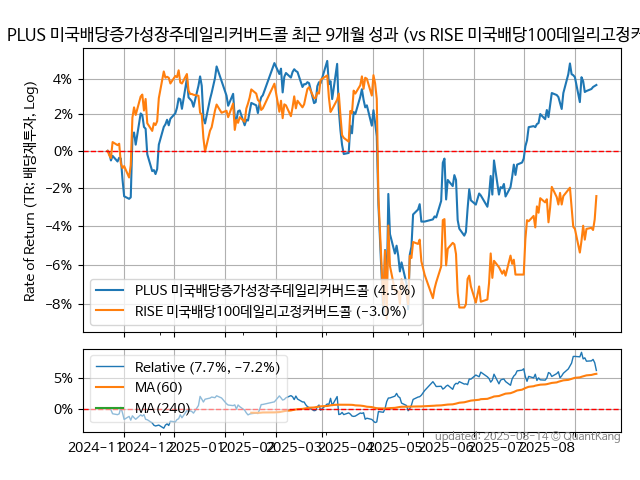 PLUS 미국배당증가성장주데일리커버드콜 최근 9개월 성과 (vs RISE 미국배당100데일리고정커
Rate of Return (TR: 배당재투자, Log)
4%
2%
0%
−2%
−4%
−6%
−8%
PLUS 미국배당증가성장주데일리커버드콜 (4.5%)
RISE 미국배당100데일리고정커버드콜 (−3.0%)
5%
0%
Relative (7.7%, −7.2%)
MA(60)
MA(240)
2024−11 2024−12 2025−01 2025−02 2025−03 2025−04 2025−05 2025−06 2025−07 2025−08
updated: 2025-08-14 © QuantKang